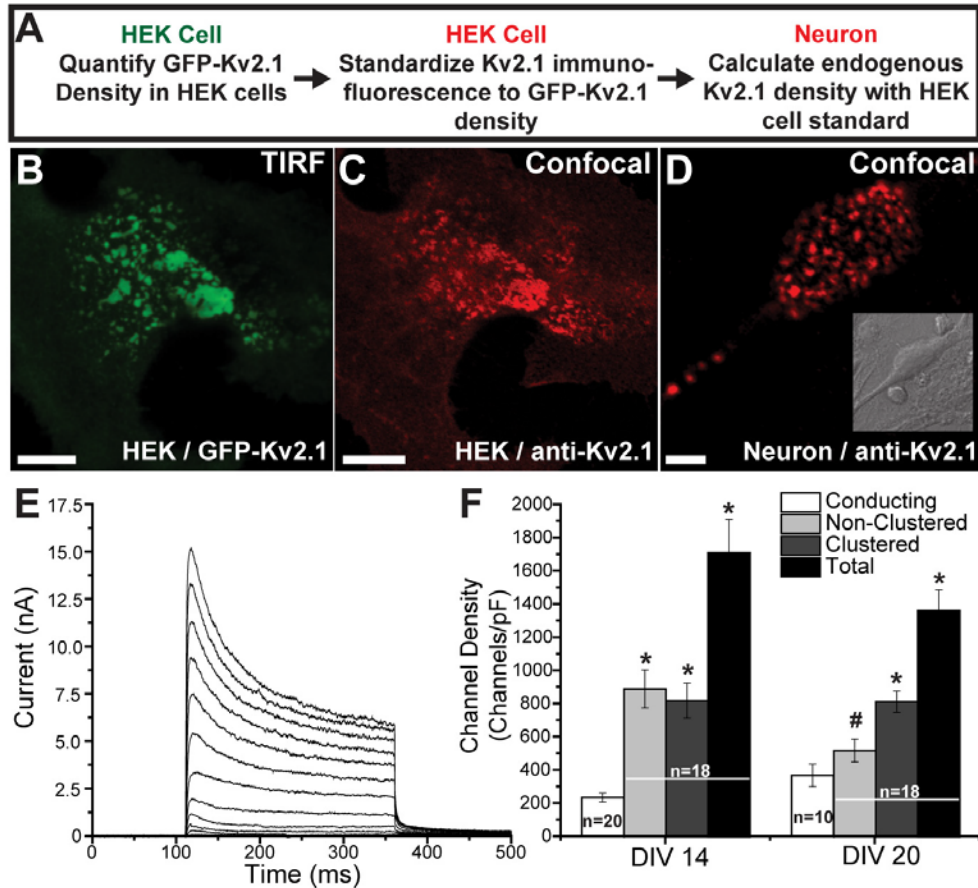 A
HEK Cell
Quantify GFP-Kv2.1
Density in HEK cells
HEK Cell
Standardize Kv2.1 immuno-
fluorescence to GFP-Kv2.1
density
Neuron
Calculate endogenous
Kv2.1 density with HEK
cell standard
B
TIRF
HEK / GFP-Kv2.1
C
Confocal
HEK / anti-Kv2.1
D
Confocal
Neuron / anti-Kv2.1
E
Current (nA)
17.5
15.0
12.5
10.0
7.5
5.0
2.5
0
0 100 200 300 400 500
Time (ms)
F
Channel Density
(Channels/pF)
2000
1800
1600
1400
1200
1000
800
600
400
200
0
Conducting
Non-Clustered
Clustered
Total
* * *
# * *
n=20
n=18
n=10
n=18
DIV 14
DIV 20